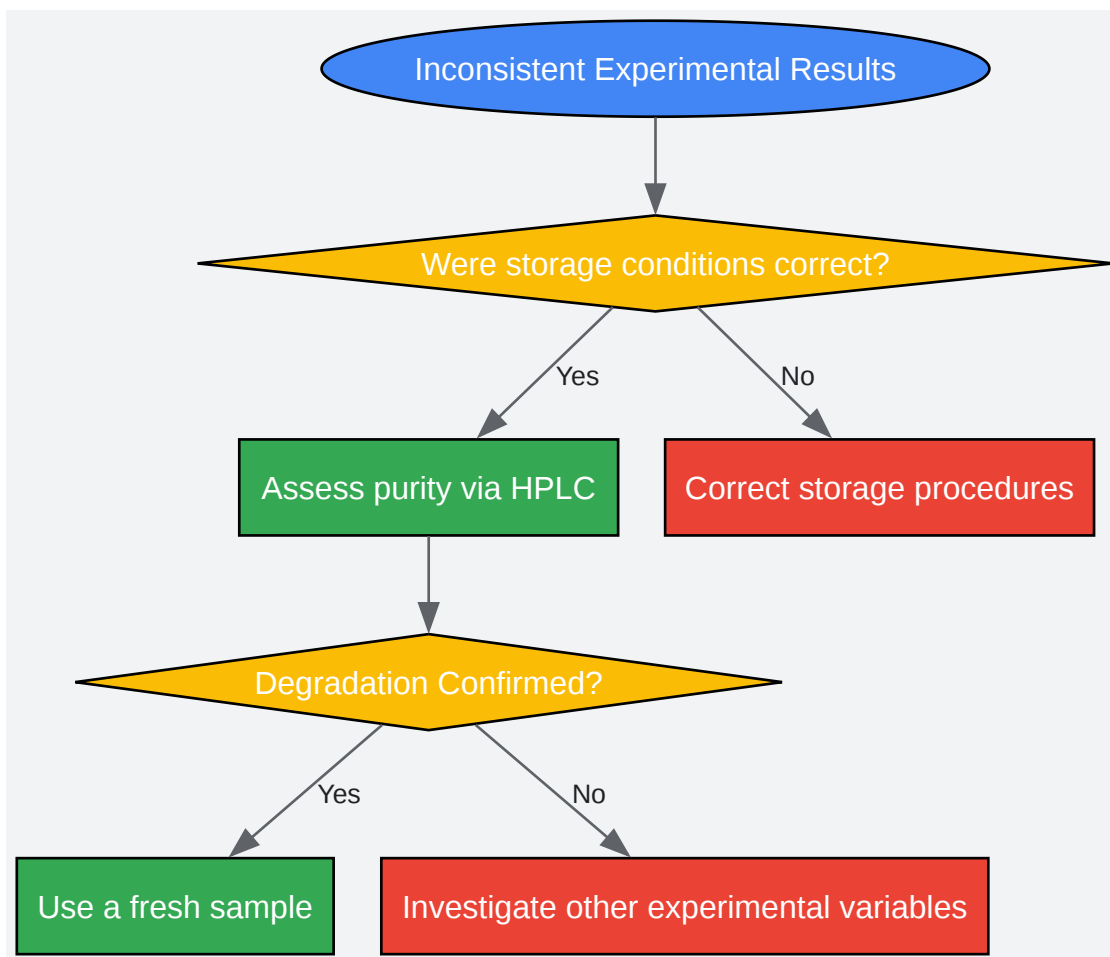 Inconsistent Experimental Results
Were storage conditions correct?
Yes
No
Assess purity via HPLC
Correct storage procedures
Degradation Confirmed?
Yes
No
Use a fresh sample
Investigate other experimental variables